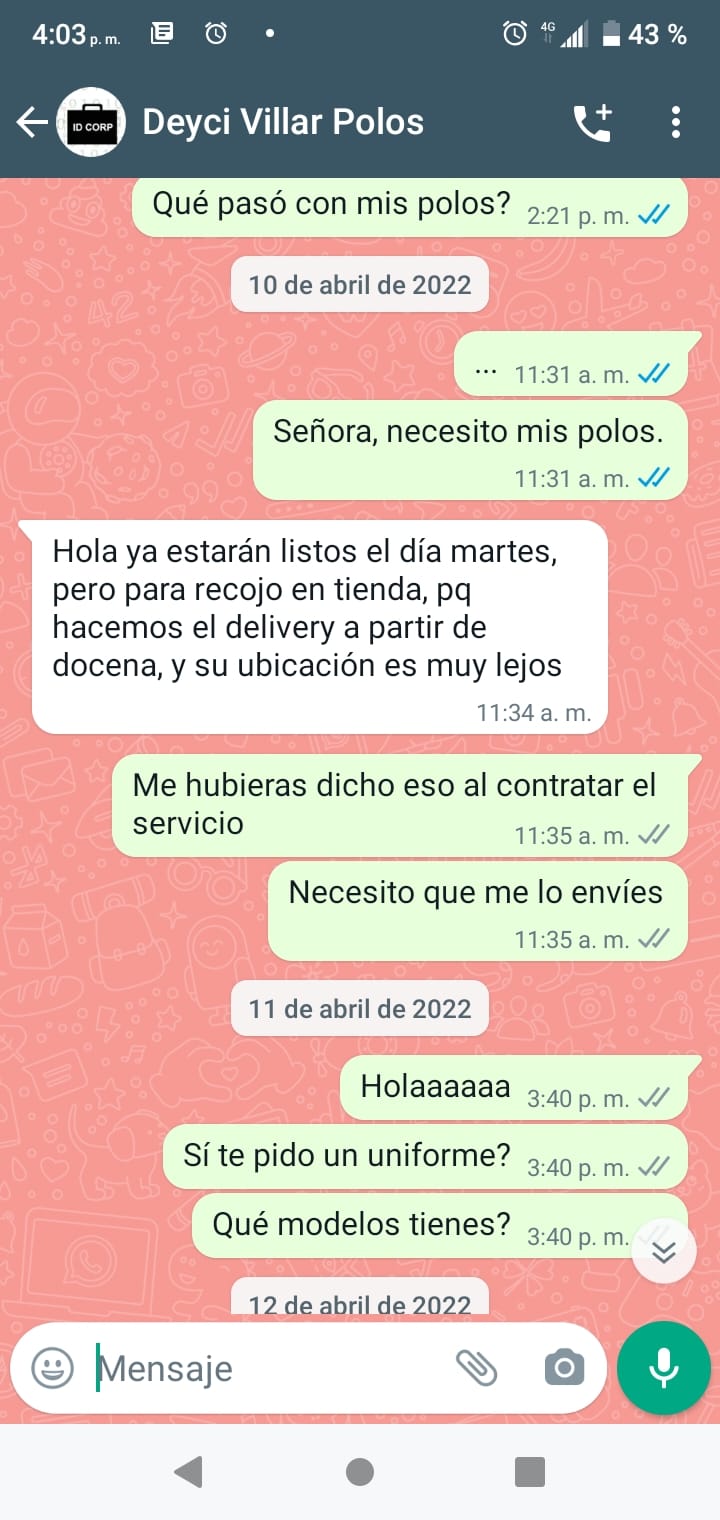 4:03 p. m.
4G
43 %
ID CORP
Deyci Villar Polos
Qué pasó con mis polos?
2:21 p. m.
10 de abril de 2022
...
11:31 a. m.
Señora, necesito mis polos.
11:31 a. m.
Hola ya estarán listos el día martes,
pero para recojo en tienda, pq
hacemos el delivery a partir de
docena, y su ubicación es muy lejos
11:34 a. m.
Me hubieras dicho eso al contratar el
servicio
11:35 a. m.
Necesito que me lo envíes
11:35 a. m.
11 de abril de 2022
Holaaaaaa
3:40 p. m.
Sí te pido un uniforme?
3:40 p. m.
Qué modelos tienes?
3:40 p. m.
12 de abril de 2022
Mensaje